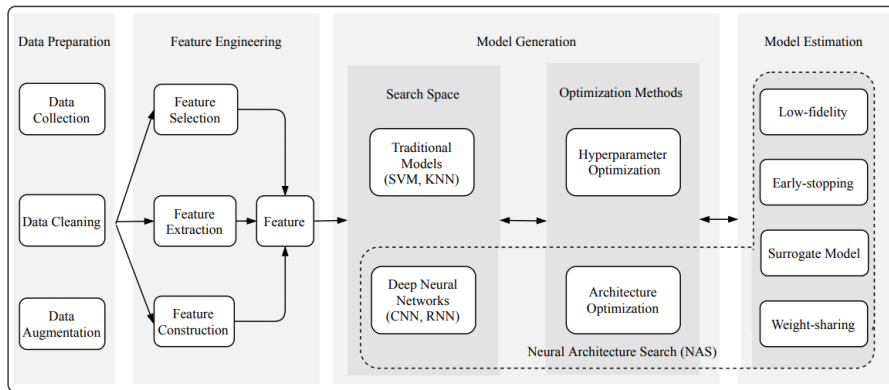 Data Preparation
Feature Engineering
Model Generation
Model Estimation
Data
Collection
Data Cleaning
Data
Augmentation
Feature
Selection
Feature
Extraction
Feature
Construction
Feature
Search Space
Traditional
Models
(SVM, KNN)
Deep Neural
Networks
(CNN, RNN)
Optimization Methods
Hyperparameter
Optimization
Architecture
Optimization
Neural Architecture Search (NAS)
Low-fidelity
Early-stopping
Surrogate Model
Weight-sharing